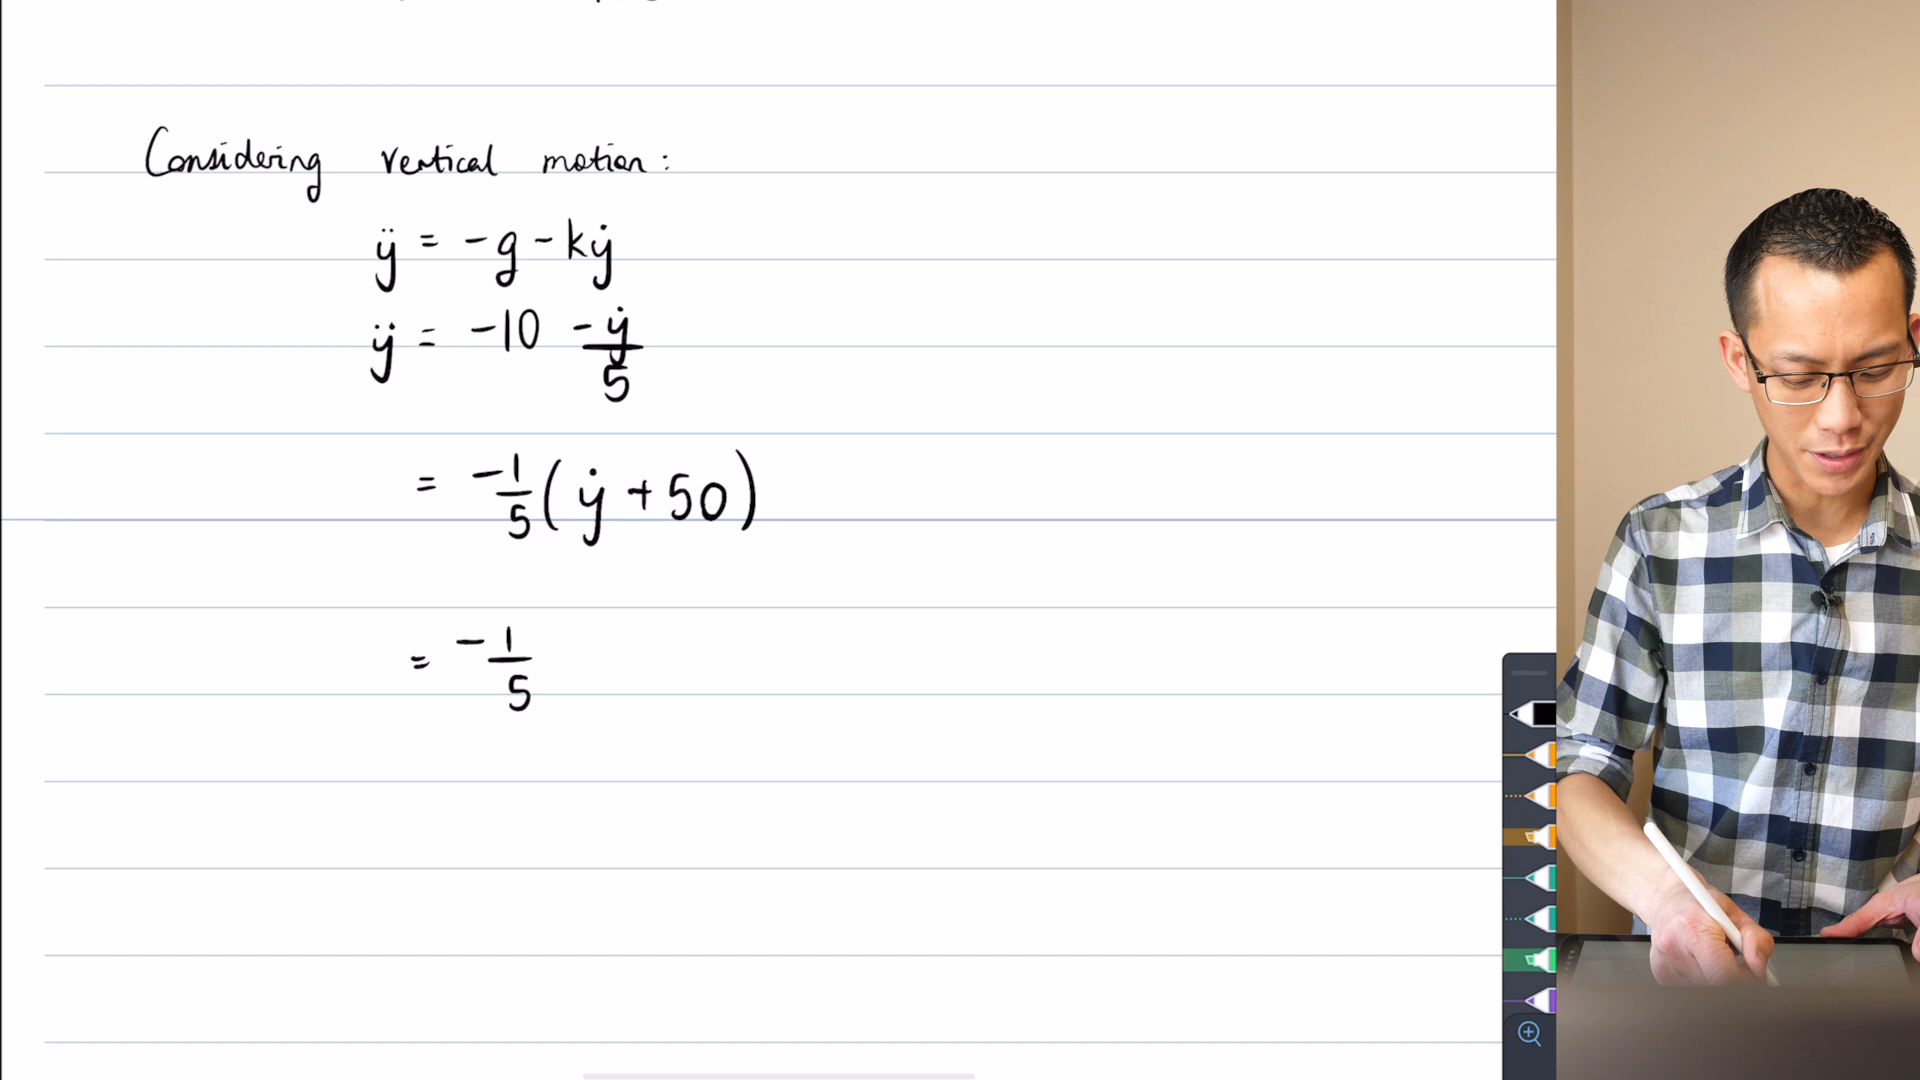 Considering vertical motion:
ÿ = -g - kẏ
ÿ = -10 - ẏ/5
= -1/5 (ẏ + 50)
= -1/5